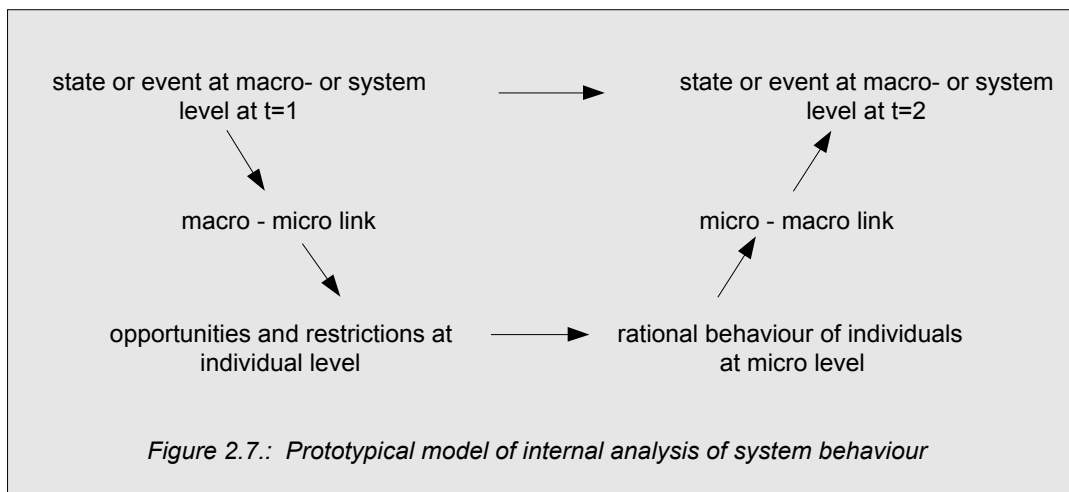 state or event at macro- or system
level at t=1
state or event at macro- or system
level at t=2
macro - micro link
micro - macro link
opportunities and restrictions at
individual level
rational behaviour of individuals
at micro level
Figure 2.7.: Prototypical model of internal analysis of system behaviour